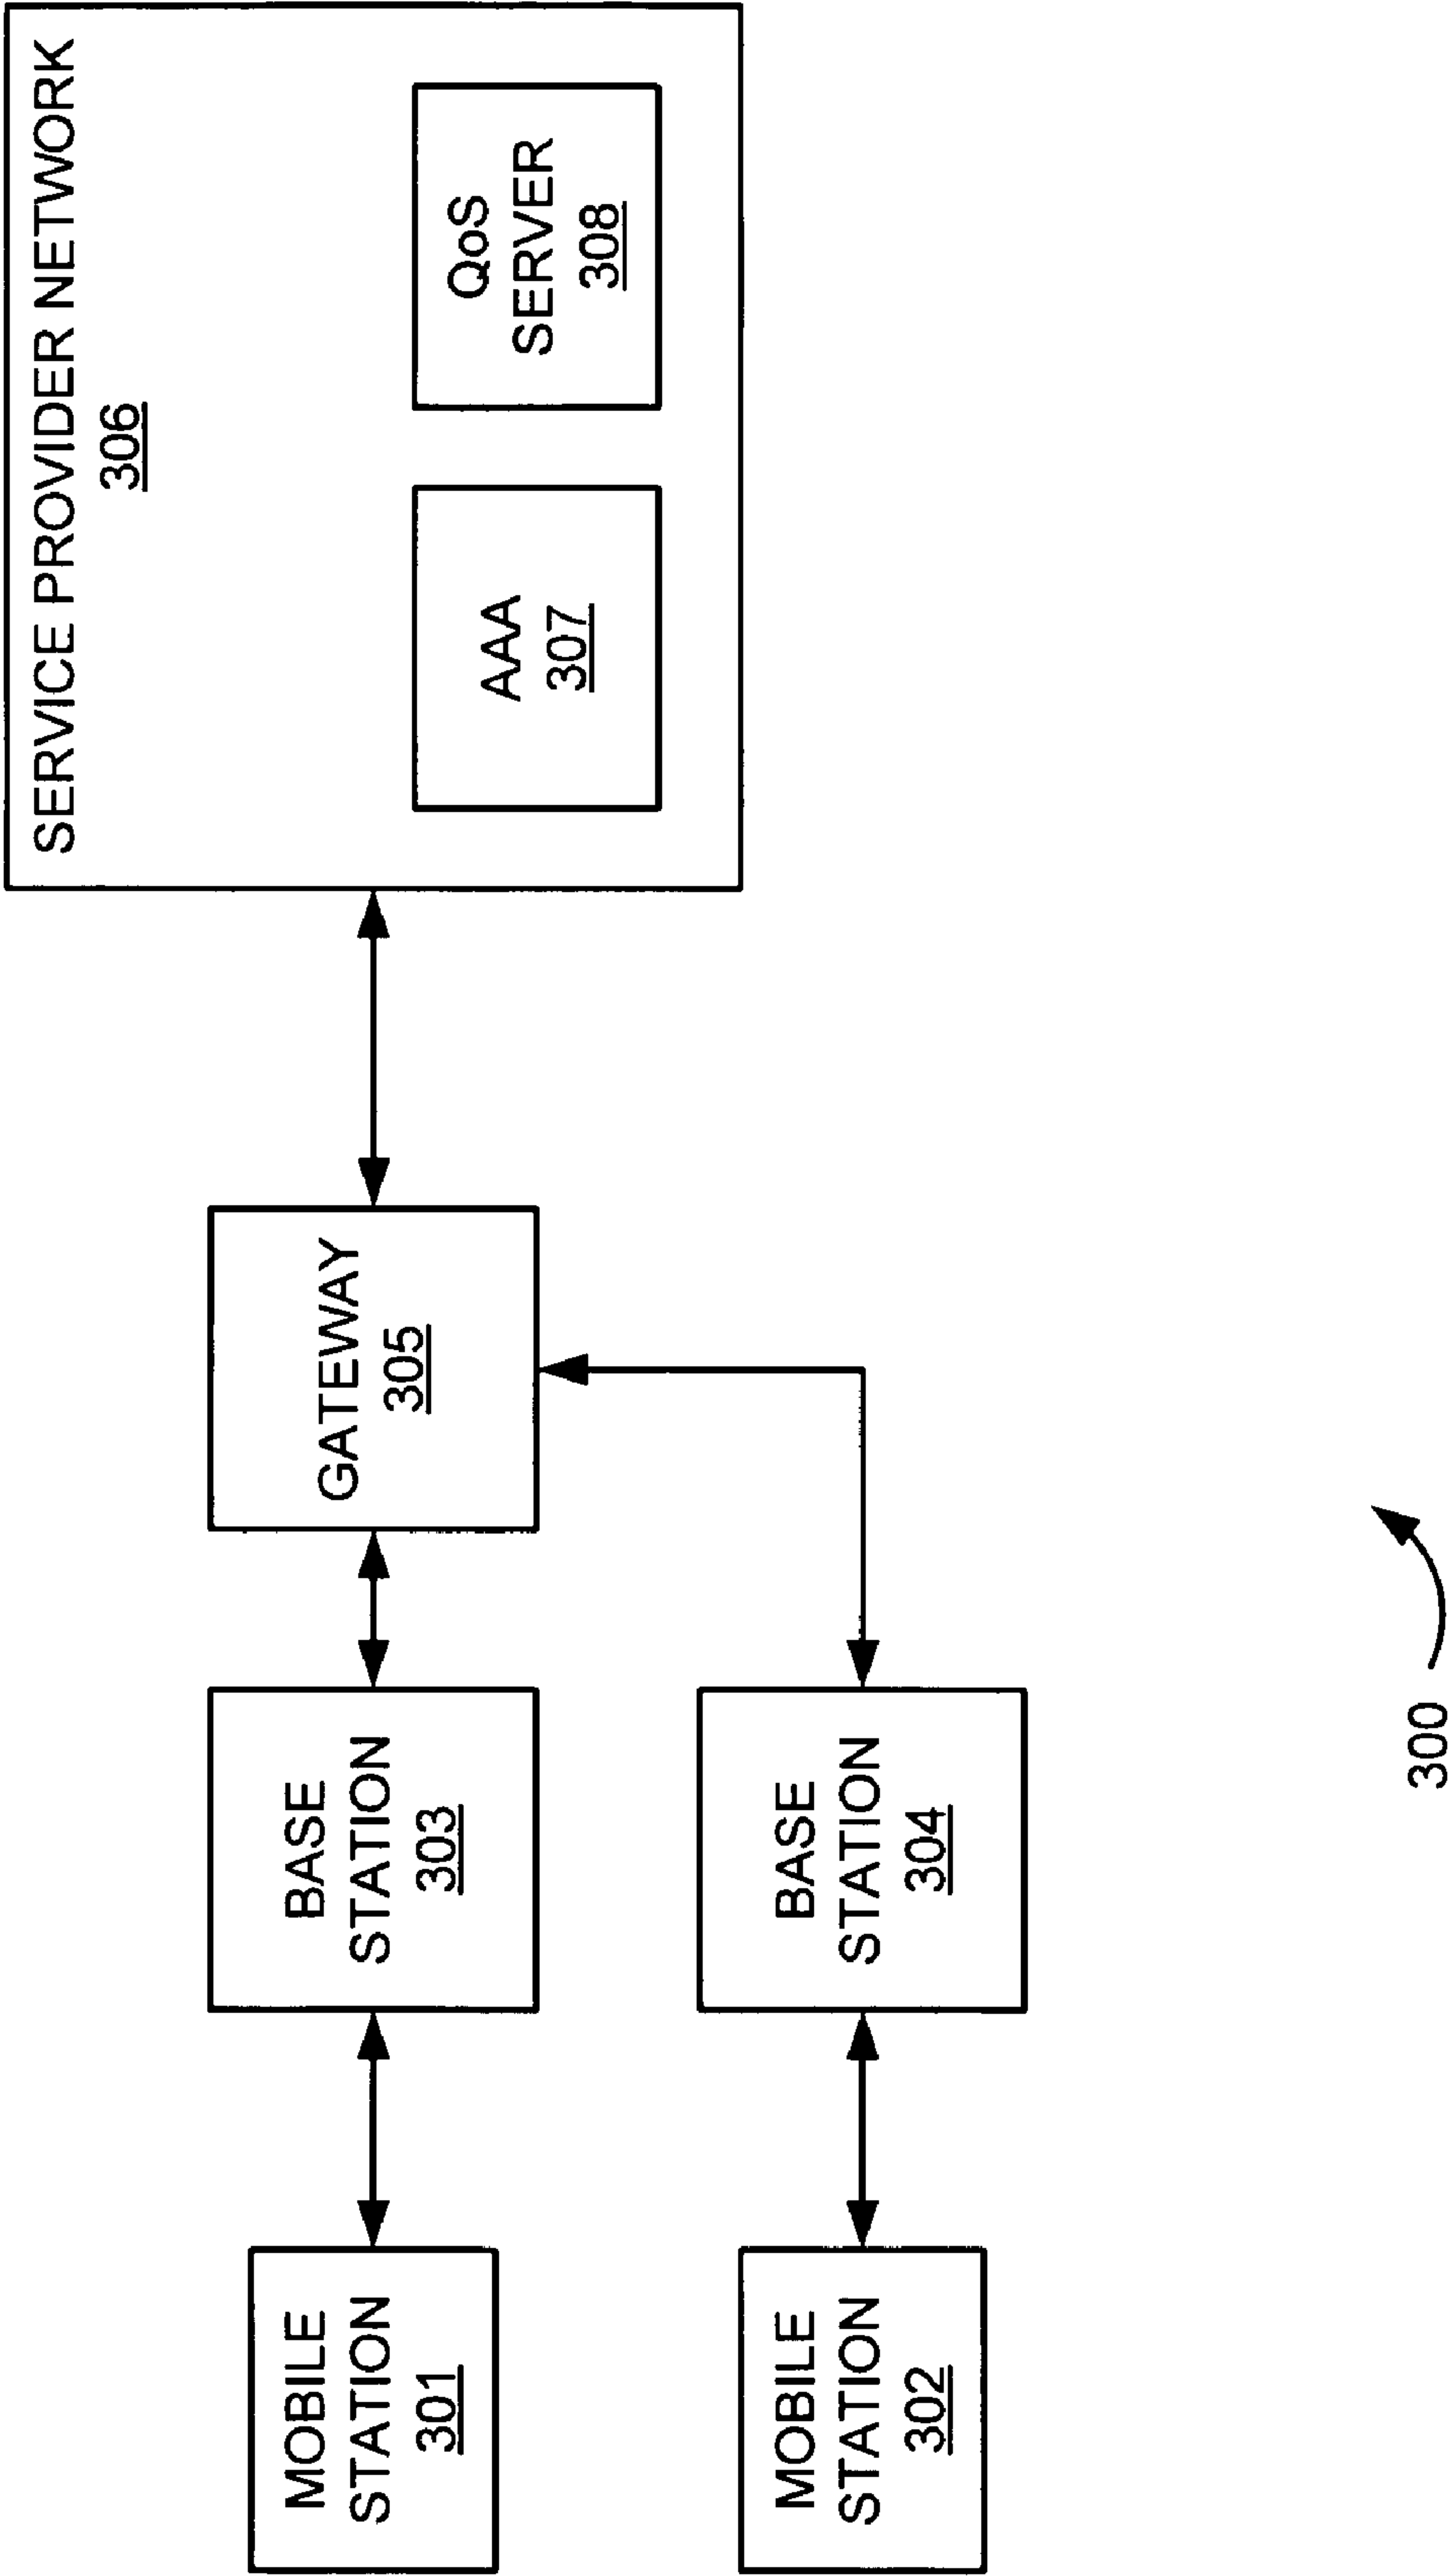 SERVICE PROVIDER NETWORK
306
MOBILE
STATION
301
BASE
STATION
303
GATEWAY
305
AAA
307
QoS
SERVER
308
MOBILE
STATION
302
BASE
STATION
304
300